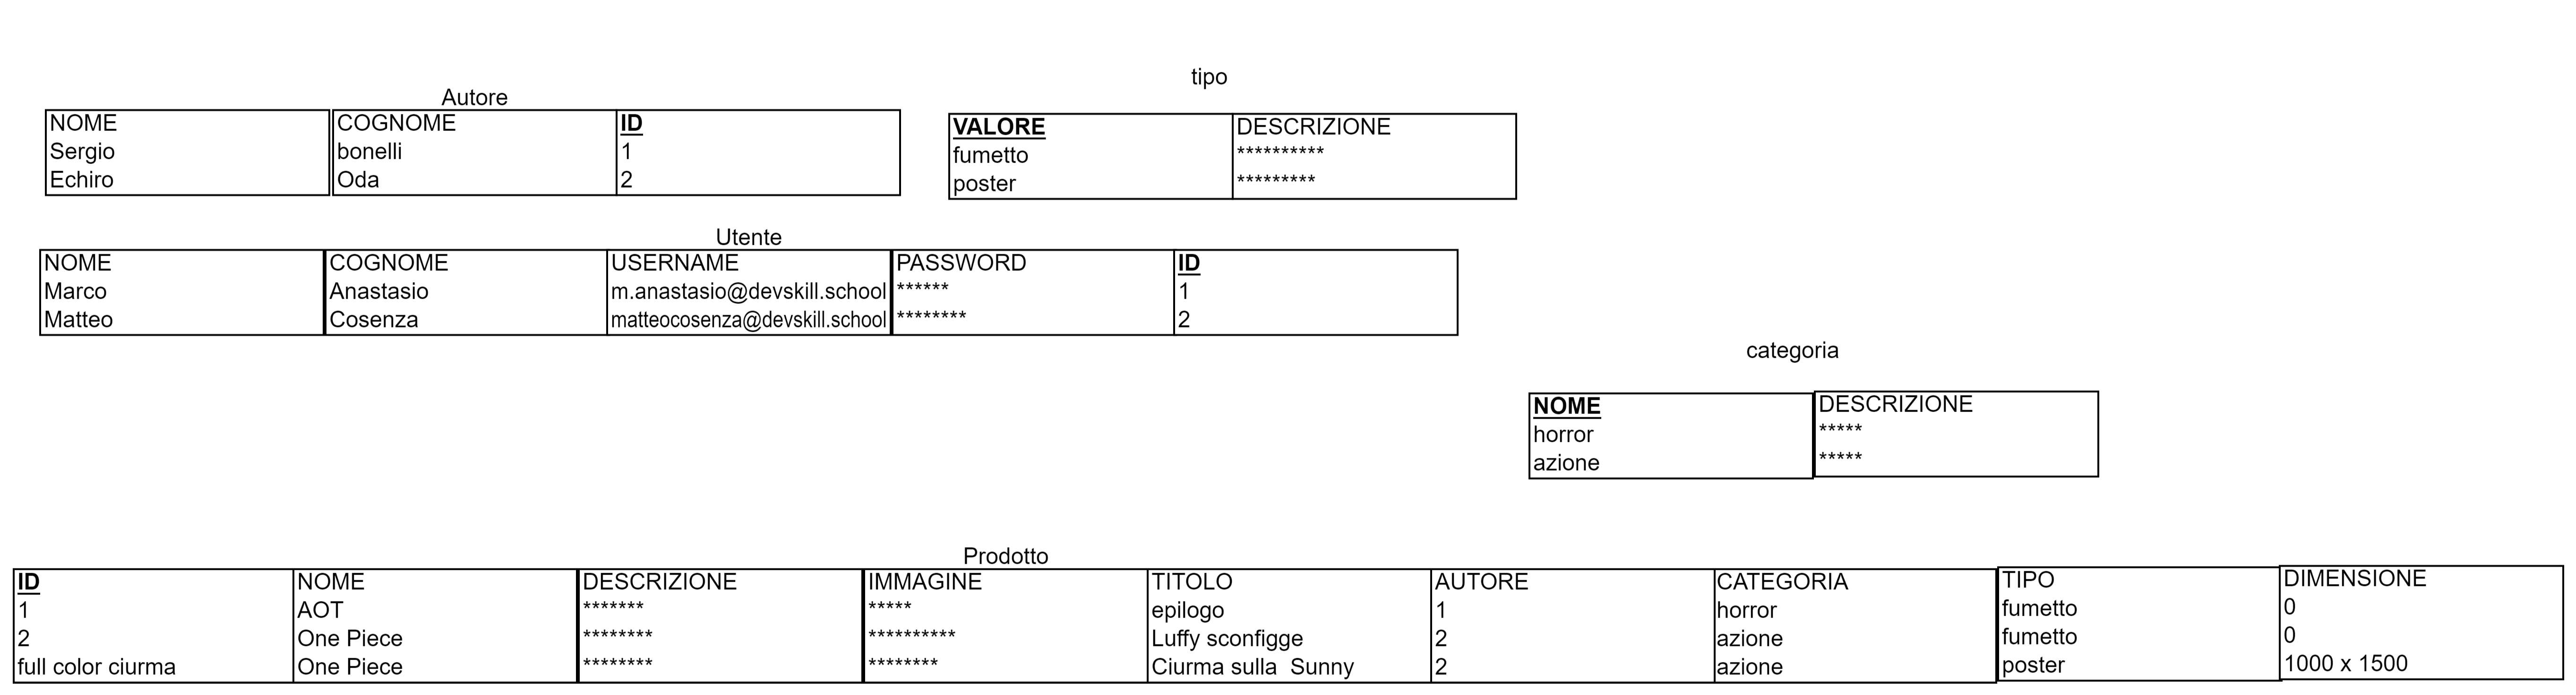 tipo
Autore
NOME COGNOME ID
Sergio bonelli 1
Echiro Oda 2
VALORE DESCRIZIONE
fumetto **********
poster *********
Utente
NOME COGNOME USERNAME PASSWORD ID
Marco Anastasio m.anastasio@devskill.school ****** 1
Matteo Cosenza matteocosenza@devskill.school ******** 2
categoria
NOME DESCRIZIONE
horror *****
azione *****
Prodotto
ID NOME DESCRIZIONE IMMAGINE TITOLO AUTORE CATEGORIA TIPO DIMENSIONE
1 AOT ******* ***** epilogo 1 horror fumetto 0
2 One Piece ******** ********** Luffy sconfigge 2 azione fumetto 0
full color ciurma One Piece ******** ******** Ciurma sulla  Sunny 2 azione poster 1000 x 1500